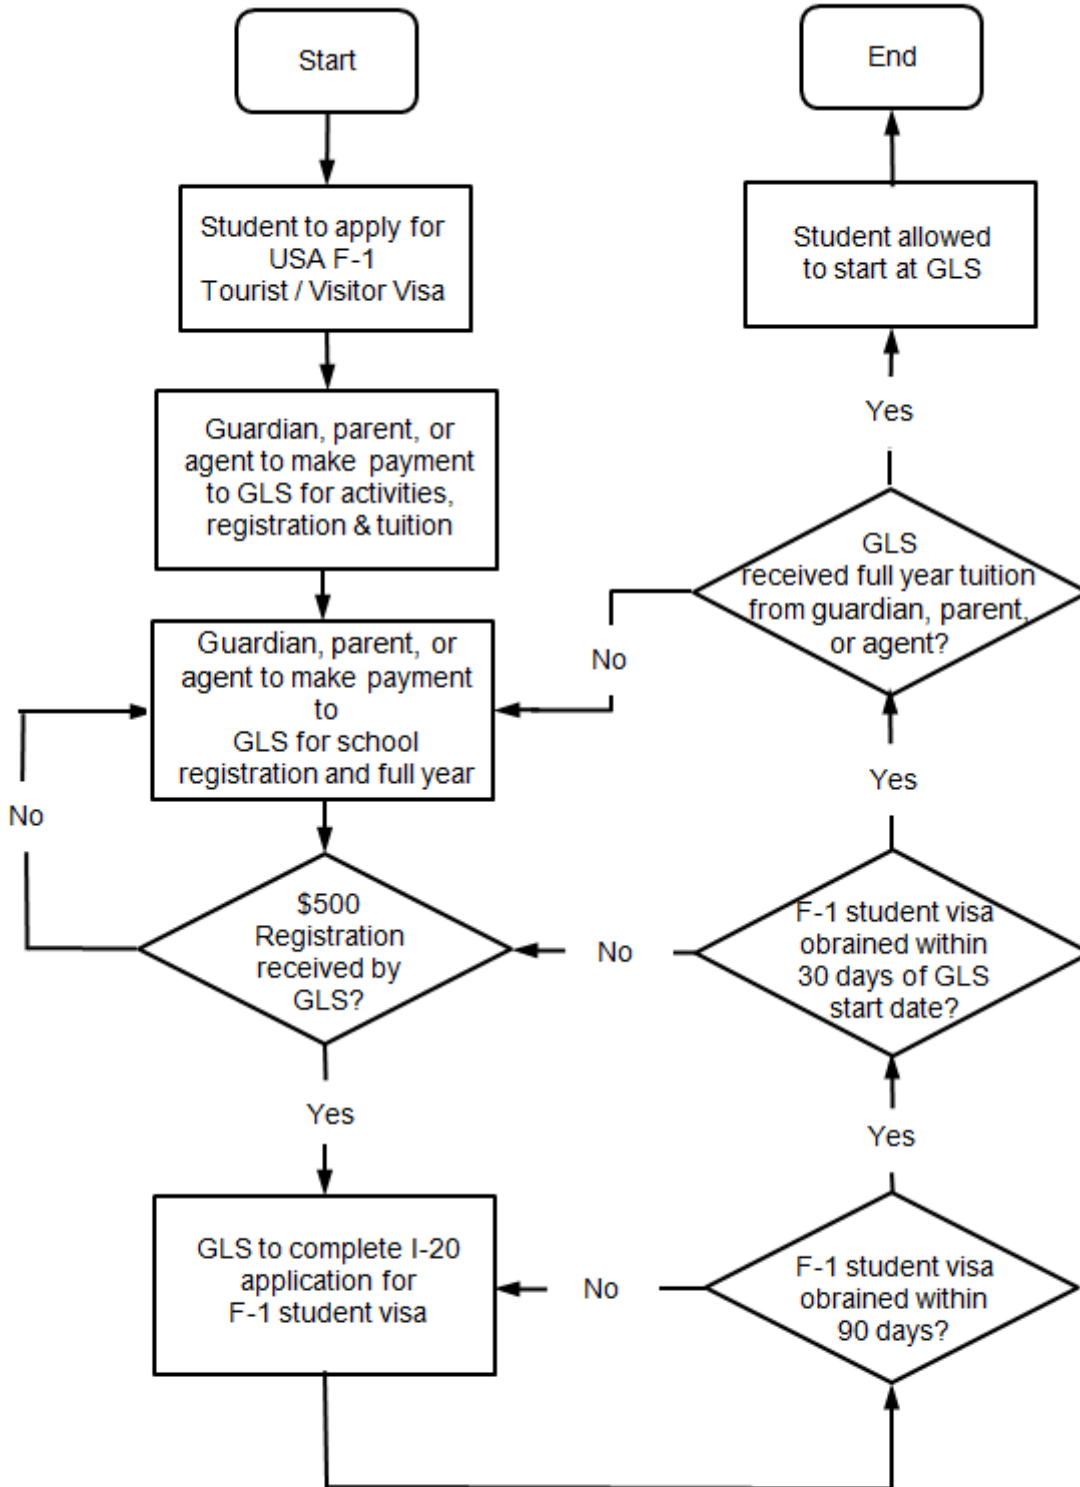 Start
Student to apply for
USA F-1
Tourist / Visitor Visa
Guardian, parent, or
agent to make payment
to GLS for activities,
registration & tuition
Guardian, parent, or
agent to make payment
to
GLS for school
registration and full year
No
$500
Registration
received by
GLS?
Yes
GLS to complete I-20
application for
F-1 student visa
No
F-1 student visa
obrained within
90 days?
Yes
No
F-1 student visa
obrained within
30 days of GLS
start date?
Yes
No
GLS
received full year tuition
from guardian, parent,
or agent?
Yes
Student allowed
to start at GLS
End